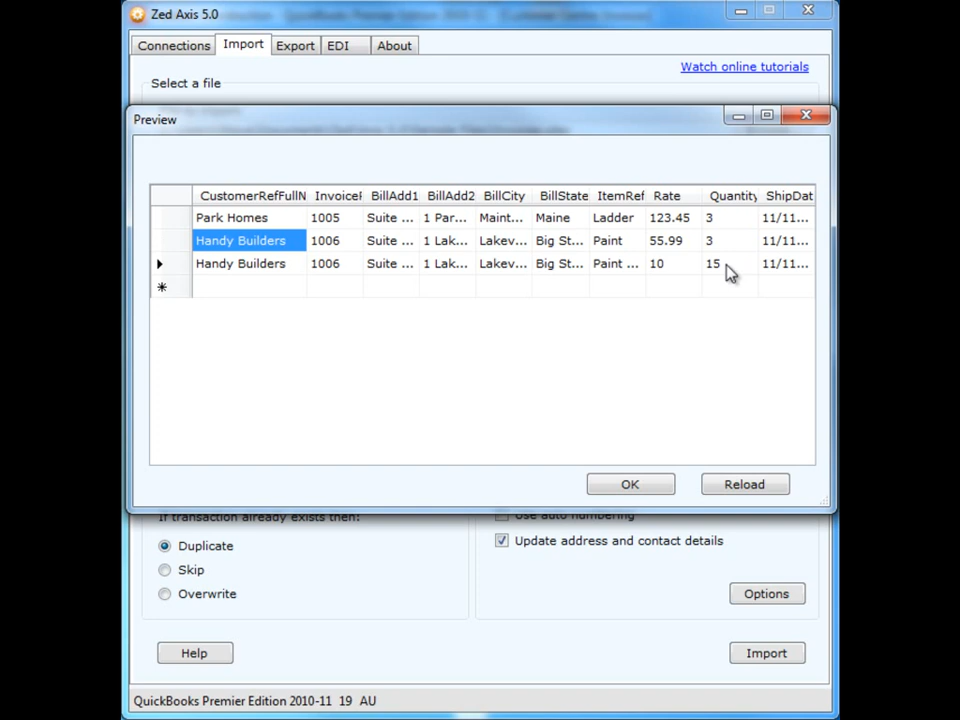 Zed Axis 5.0
Connections Import Export EDI About
Watch online tutorials
Select a file
Preview
CustomerRefFullN InvoiceF BillAdd1 BillAdd2 BillCity BillState ItemRef Rate Quantity ShipDat
Park Homes 1005 Suite ... 1 Par... Maint... Maine Ladder 123.45 3 11/11...
Handy Builders 1006 Suite ... 1 Lak... Lakev... Big St... Paint 55.99 3 11/11...
Handy Builders 1006 Suite ... 1 Lak... Lakev... Big St... Paint ... 10 15 11/11...
OK Reload
If transaction already exists then: Use auto numbering
Duplicate Update address and contact details
Skip
Overwrite Options
Help Import
QuickBooks Premier Edition 2010-11 19 AU